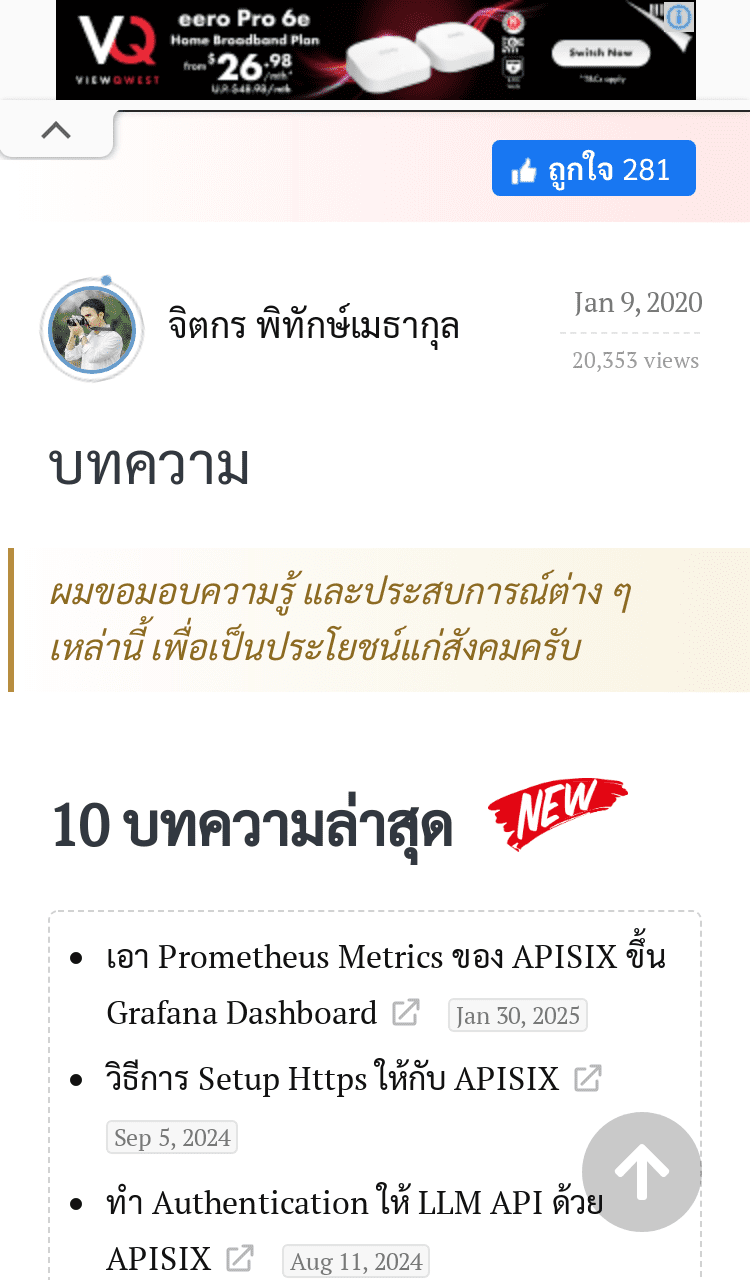 VQ
VIEWQWEST
eero Pro 6e
Home Broadband Plan
from $26.98 /mth*
U.P. $48.98/mth
Switch Now
*T&Cs apply
ถูกใจ 281
จิตกร พิทักษ์เมธากุล
Jan 9, 2020
20,353 views
บทความ
ผมขอมอบความรู้ และประสบการณ์ต่าง ๆ
เหล่านี้ เพื่อเป็นประโยชน์แก่สังคมครับ
10 บทความล่าสุด NEW
เอา Prometheus Metrics ของ APISIX ขึ้น
Grafana Dashboard Jan 30, 2025
วิธีการ Setup Https ให้กับ APISIX
Sep 5, 2024
ทำ Authentication ให้ LLM API ด้วย
APISIX Aug 11, 2024